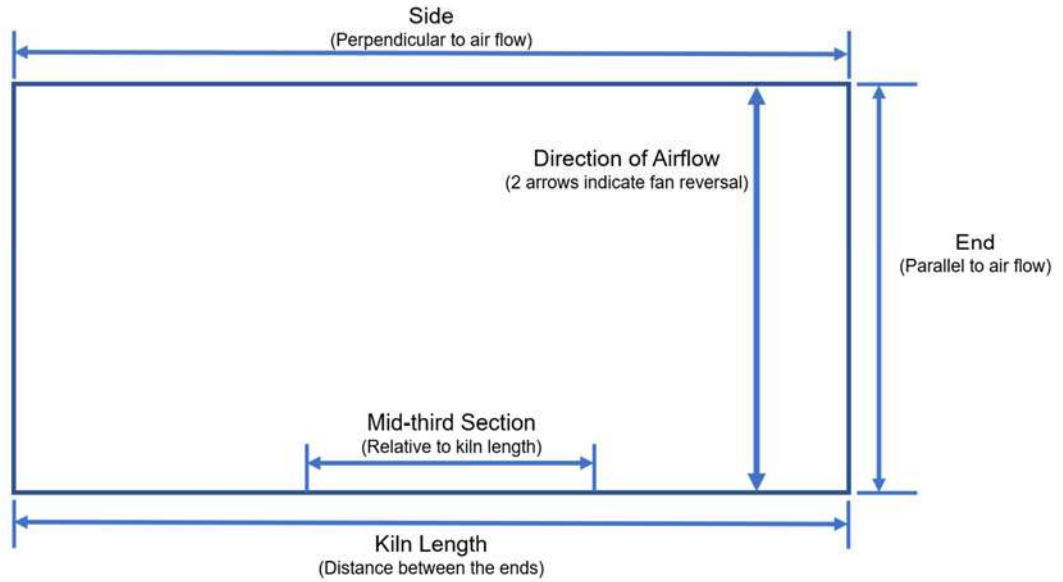 Side
(Perpendicular to air flow)
Direction of Airflow
(2 arrows indicate fan reversal)
End
(Parallel to air flow)
Mid-third Section
(Relative to kiln length)
Kiln Length
(Distance between the ends)